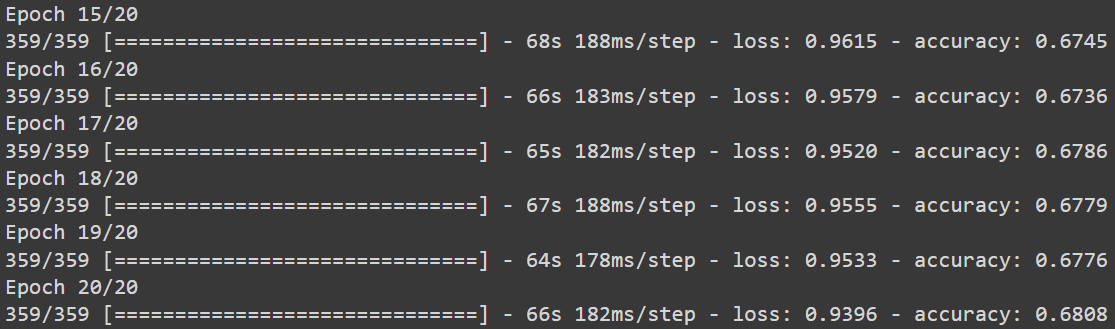 Epoch 15/20
359/359 [==============================] - 68s 188ms/step - loss: 0.9615 - accuracy: 0.6745
Epoch 16/20
359/359 [==============================] - 66s 183ms/step - loss: 0.9579 - accuracy: 0.6736
Epoch 17/20
359/359 [==============================] - 65s 182ms/step - loss: 0.9520 - accuracy: 0.6786
Epoch 18/20
359/359 [==============================] - 67s 188ms/step - loss: 0.9555 - accuracy: 0.6779
Epoch 19/20
359/359 [==============================] - 64s 178ms/step - loss: 0.9533 - accuracy: 0.6776
Epoch 20/20
359/359 [==============================] - 66s 182ms/step - loss: 0.9396 - accuracy: 0.6808